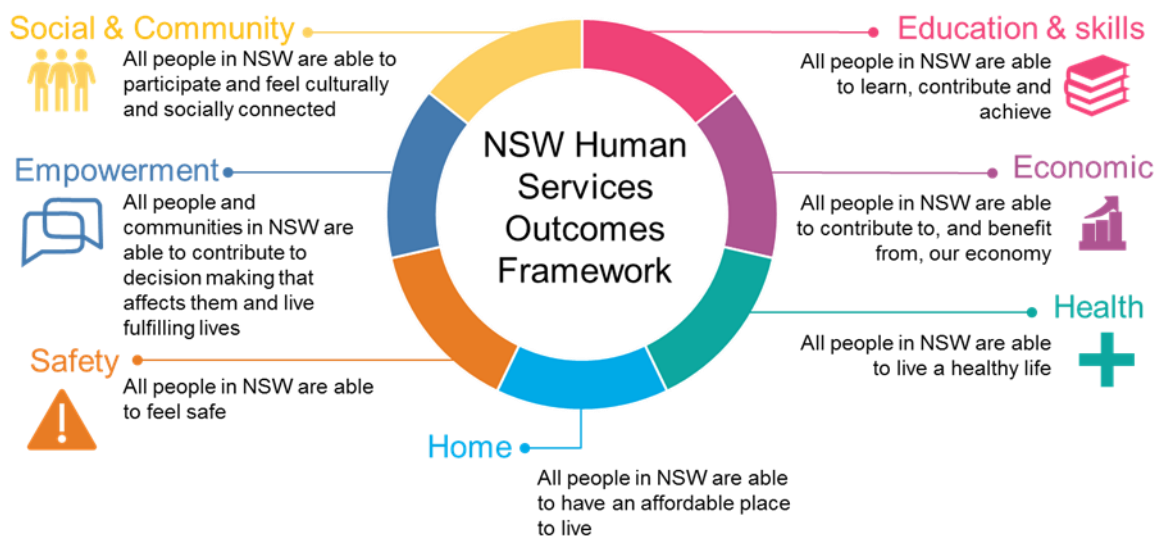 Social & Community
All people in NSW are able to
participate and feel culturally
and socially connected
Empowerment
All people and
communities in NSW are
able to contribute to
decision making that
affects them and live
fulfilling lives
Safety
All people in NSW are able
to feel safe
NSW Human
Services
Outcomes
Framework
Education & skills
All people in NSW are able
to learn, contribute and
achieve
Economic
All people in NSW are able
to contribute to, and benefit
from, our economy
Health
All people in NSW are able
to live a healthy life
Home
All people in NSW are able
to have an affordable place
to live